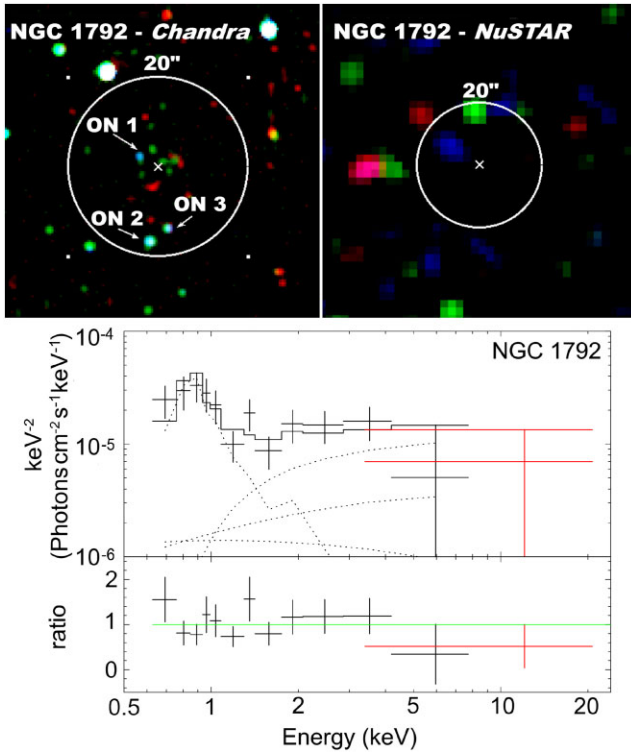 NGC 1792 - Chandra
20"
ON 1
ON 2
ON 3
NGC 1792 - NuSTAR
20"
NGC 1792
10-4
10-5
10-6
keV-2
(Photons cm-2 s-1 keV-1)
2
1
0
ratio
0.5
1
2
5
10
20
Energy (keV)